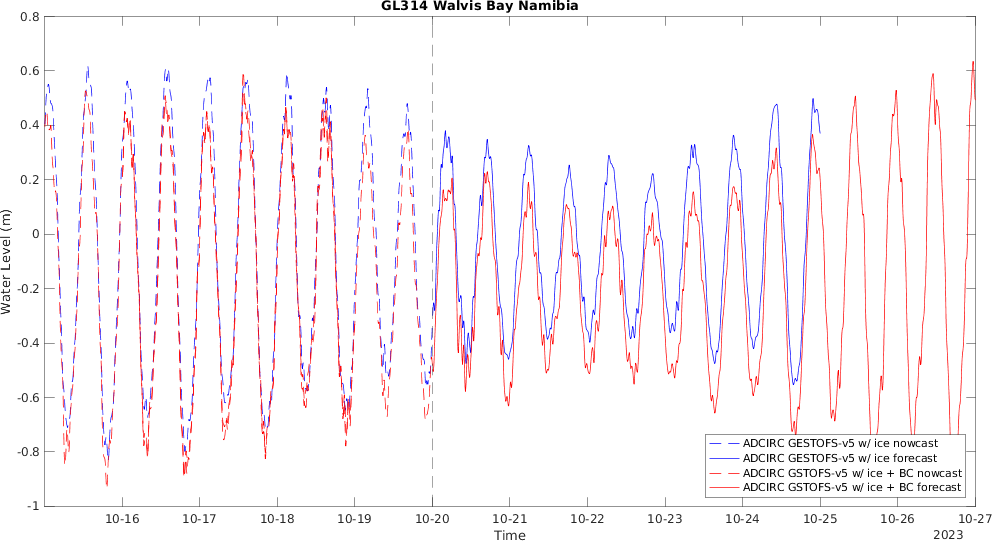 GL314 Walvis Bay Namibia
0.8
0.6
0.4
0.2
0
-0.2
-0.4
-0.6
-0.8
-1
Water Level (m)
ADCIRC GESTOFS-v5 w/ ice nowcast
ADCIRC GESTOFS-v5 w/ ice forecast
ADCIRC GSTOFS-v5 w/ ice + BC nowcast
ADCIRC GSTOFS-v5 w/ ice + BC forecast
10-16 10-17 10-18 10-19 10-20 10-21 10-22 10-23 10-24 10-25 10-26 10-27
Time
2023